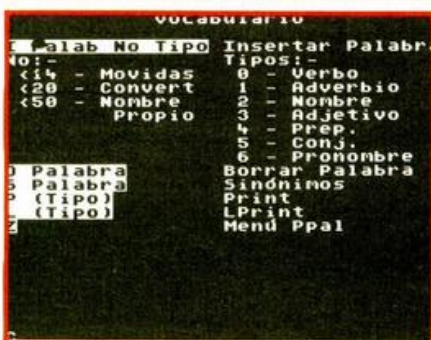 Vocabulario
I Palab No Tipo Insertar Palabra
No:- Tipos:-
<14 - Movidas 0 - Verbo
<20 - Convert 1 - Adverbio
<50 - Nombre 2 - Nombre
Propio 3 - Adjetivo
4 - Prep.
5 - Conj.
6 - Pronombre
D Palabra Borrar Palabra
S Palabra Sinónimos
P (Tipo) Print
(Tipo) LPrint
Z Menú Ppal